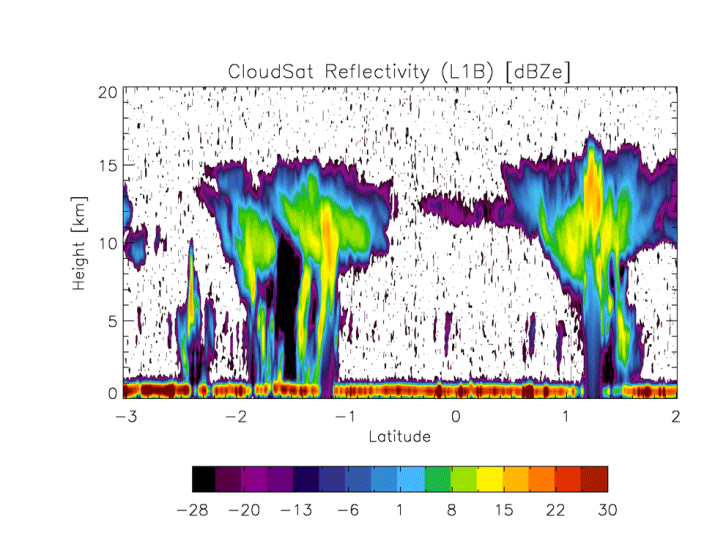 CloudSat Reflectivity (L1B) [dBZe]
20
15
10
5
0
Height [km]
-3 -2 -1 0 1 2
Latitude
-28 -20 -13 -6 1 8 15 22 30